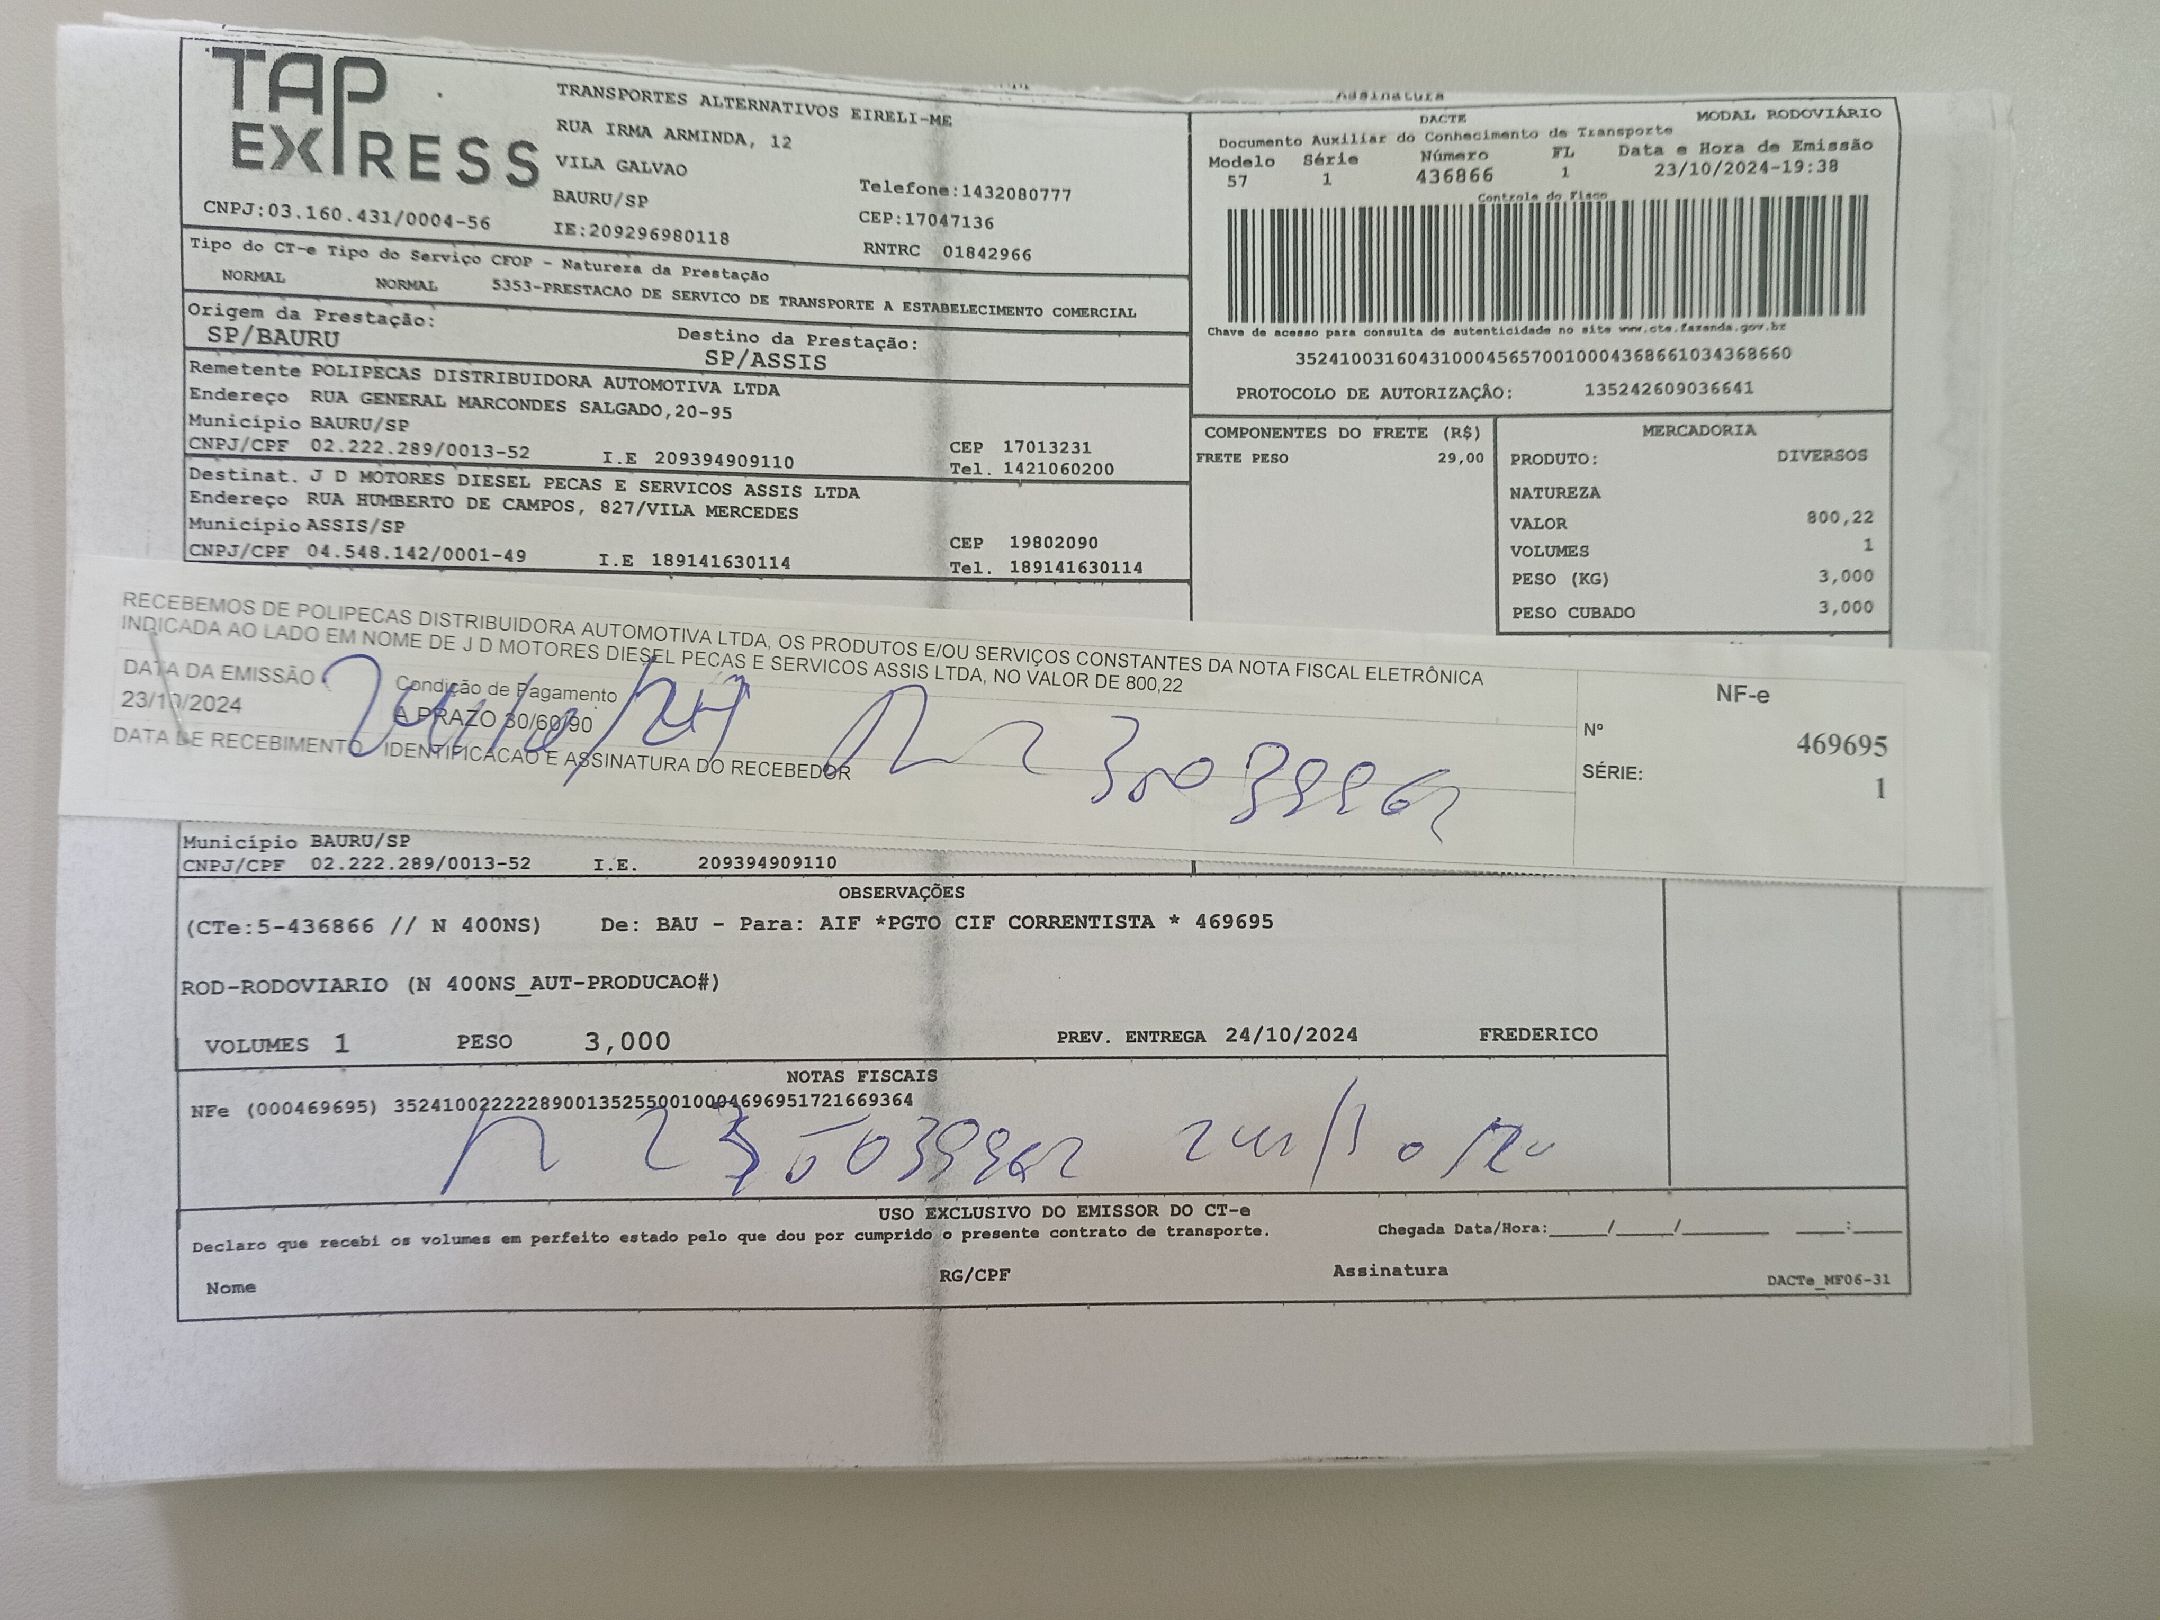 TAP EXPRESS
TRANSPORTES ALTERNATIVOS EIRELI-ME
RUA IRMA ARMINDA, 12
VILA GALVAO
BAURU/SP
Telefone:1432080777
CEP:17047136
CNPJ:03.160.431/0004-56
IE:209296980118
RNTRC 01842966
Tipo do CT-e Tipo do Serviço CFOP - Natureza da Prestação
NORMAL NORMAL 5353-PRESTACAO DE SERVICO DE TRANSPORTE A ESTABELECIMENTO COMERCIAL
Origem da Prestação: Destino da Prestação:
SP/BAURU SP/ASSIS
Remetente POLIPECAS DISTRIBUIDORA AUTOMOTIVA LTDA
Endereço RUA GENERAL MARCONDES SALGADO,20-95
Município BAURU/SP CEP 17013231
CNPJ/CPF 02.222.289/0013-52 I.E 209394909110 Tel. 1421060200
Destinat. J D MOTORES DIESEL PECAS E SERVICOS ASSIS LTDA
Endereço RUA HUMBERTO DE CAMPOS, 827/VILA MERCEDES
Município ASSIS/SP CEP 19802090
CNPJ/CPF 04.548.142/0001-49 I.E 189141630114 Tel. 189141630114
Assinatura
DACTE MODAL RODOVIÁRIO
Documento Auxiliar do Conhecimento de Transporte
Modelo Série Número FL Data e Hora de Emissão
57 1 436866 1 23/10/2024-19:38
Controle do Fisco
Chave de acesso para consulta de autenticidade no site www.cte.fazenda.gov.br
35241003160431000456570010004368661034368660
PROTOCOLO DE AUTORIZAÇÂO: 135242609036641
COMPONENTES DO FRETE (R$)
FRETE PESO 29,00
MERCADORIA
PRODUTO: DIVERSOS
NATUREZA
VALOR 800,22
VOLUMES 1
PESO (KG) 3,000
PESO CUBADO 3,000
RECEBEMOS DE POLIPECAS DISTRIBUIDORA AUTOMOTIVA LTDA, OS PRODUTOS E/OU SERVIÇOS CONSTANTES DA NOTA FISCAL ELETRÔNICA
INDICADA AO LADO EM NOME DE J D MOTORES DIESEL PECAS E SERVICOS ASSIS LTDA, NO VALOR DE 800,22
DATA DA EMISSÃO Condição de Pagamento
23/10/2024 A PRAZO 30/60/90
DATA DE RECEBIMENTO IDENTIFICACAO E ASSINATURA DO RECEBEDOR
NF-e
Nº 469695
SÉRIE: 1
Município BAURU/SP
CNPJ/CPF 02.222.289/0013-52 I.E. 209394909110
OBSERVAÇÕES
(CTe:5-436866 // N 400NS) De: BAU - Para: AIF *PGTO CIF CORRENTISTA * 469695
ROD-RODOVIARIO (N 400NS_AUT-PRODUCAO#)
VOLUMES 1 PESO 3,000 PREV. ENTREGA 24/10/2024 FREDERICO
NOTAS FISCAIS
NFe (000469695) 35241002222289001352550010004696951721669364
USO EXCLUSIVO DO EMISSOR DO CT-e
Declaro que recebi os volumes em perfeito estado pelo que dou por cumprido o presente contrato de transporte. Chegada Data/Hora:____/____/______ ____:____
Nome RG/CPF Assinatura DACTe_MF06-31